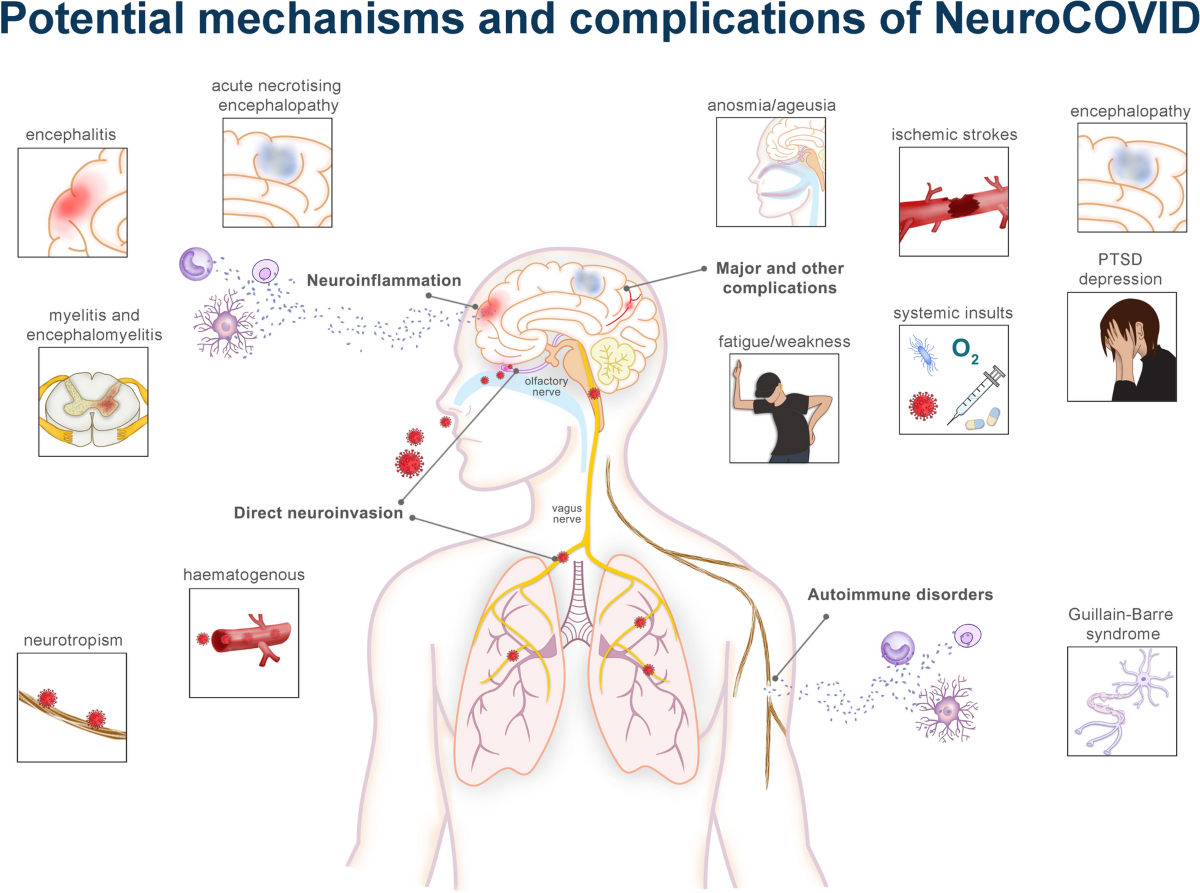 Potential mechanisms and complications of NeuroCOVID
acute necrotising
encephalopathy
encephalitis
anosmia/ageusia
ischemic strokes
encephalopathy
Neuroinflammation
Major and other
complications
PTSD
depression
myelitis and
encephalomyelitis
systemic insults
O2
fatigue/weakness
olfactory
nerve
Direct neuroinvasion
vagus
nerve
haematogenous
Autoimmune disorders
neurotropism
Guillain-Barre
syndrome